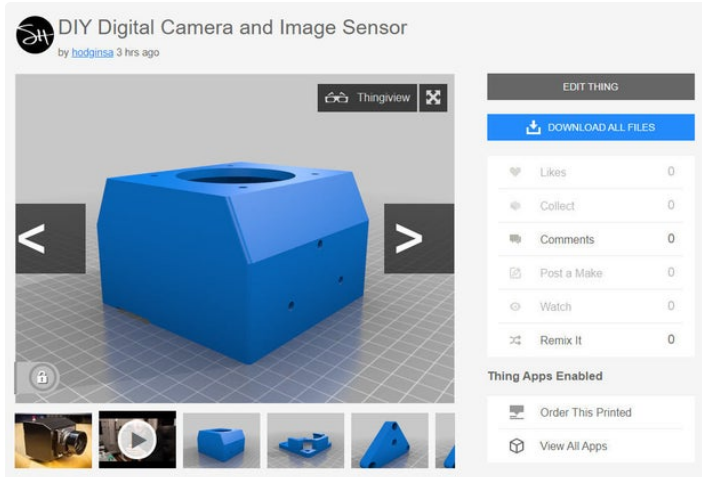 SH
DIY Digital Camera and Image Sensor
by hodginsa 3 hrs ago
Thingiview
< >
EDIT THING
DOWNLOAD ALL FILES
Likes 0
Collect 0
Comments 0
Post a Make 0
Watch 0
Remix It 0
Thing Apps Enabled
Order This Printed
View All Apps